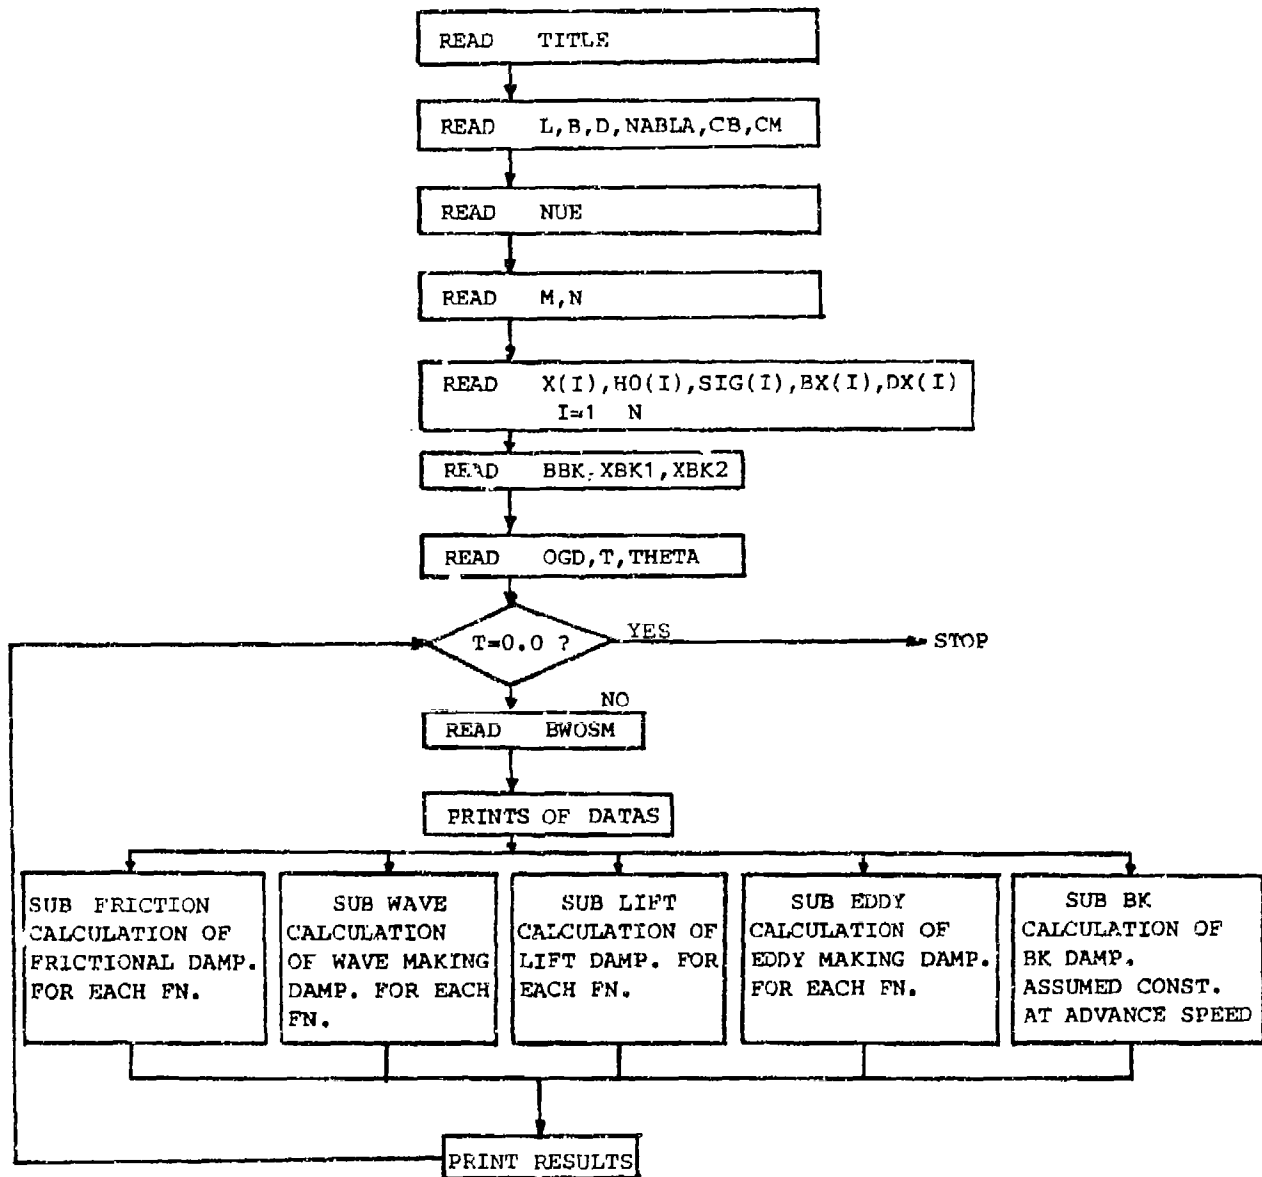 READ TITLE
READ L,B,D,NABLA,CB,CM
READ NUE
READ M,N
READ X(I),HO(I),SIG(I),BX(I),DX(I)
I=1 N
READ BBK,XBK1,XBK2
READ OGD,T,THETA
T=0.0 ?
YES
STOP
NO
READ BWOSM
PRINTS OF DATAS
SUB FRICTION
CALCULATION OF
FRICTIONAL DAMP.
FOR EACH FN.
SUB WAVE
CALCULATION
OF WAVE MAKING
DAMP. FOR EACH
FN.
SUB LIFT
CALCULATION OF
LIFT DAMP. FOR
EACH FN.
SUB EDDY
CALCULATION OF
EDDY MAKING DAMP.
FOR EACH FN.
SUB BK
CALCULATION OF
BK DAMP.
ASSUMED CONST.
AT ADVANCE SPEED
PRINT RESULTS